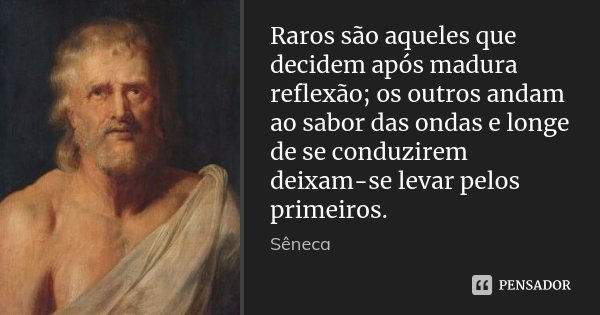 Raros são aqueles que
decidem após madura
reflexão; os outros andam
ao sabor das ondas e longe
de se conduzirem
deixam-se levar pelos
primeiros.
Sêneca
PENSADOR